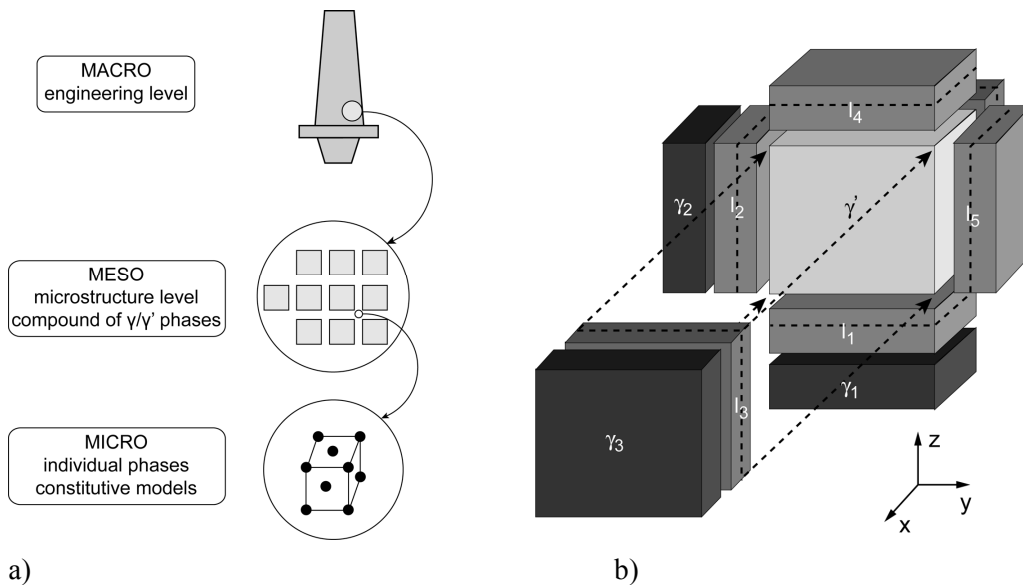 MACRO
engineering level
MESO
microstructure level
compound of γ/γ' phases
MICRO
individual phases
constitutive models
a)
I4
γ2
I2
γ'
I5
I1
γ1
I3
γ3
z
y
x
b)